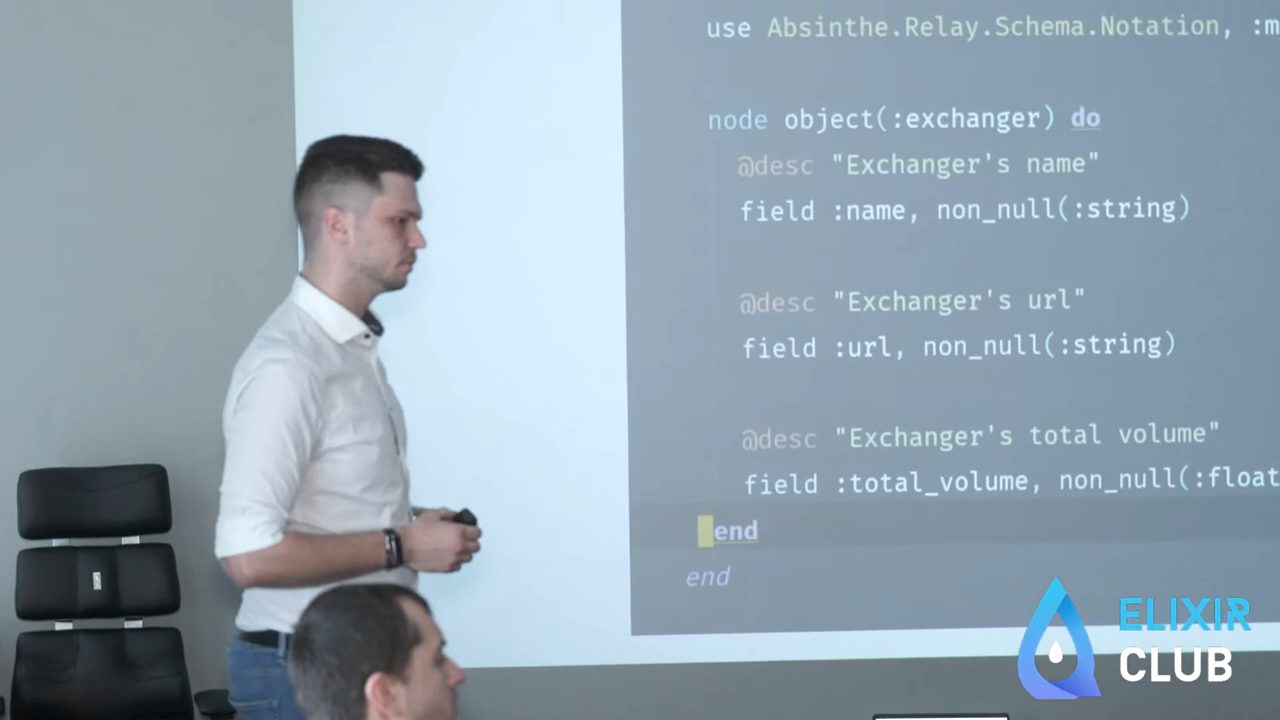 use Absinthe.Relay.Schema.Notation, :m
node object(:exchanger) do
@desc "Exchanger's name"
field :name, non_null(:string)
@desc "Exchanger's url"
field :url, non_null(:string)
@desc "Exchanger's total volume"
field :total_volume, non_null(:float
end
end
ELIXIR
CLUB